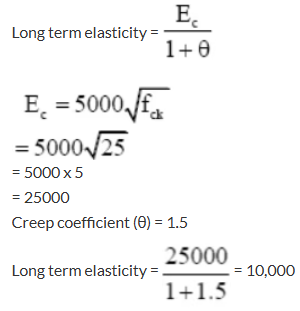 Long term elasticity = E_c / 1 + θ
E_c = 5000√f_ck
= 5000√25
= 5000 x 5
= 25000
Creep coefficient (θ) = 1.5
Long term elasticity = 25000 / 1+1.5 = 10,000